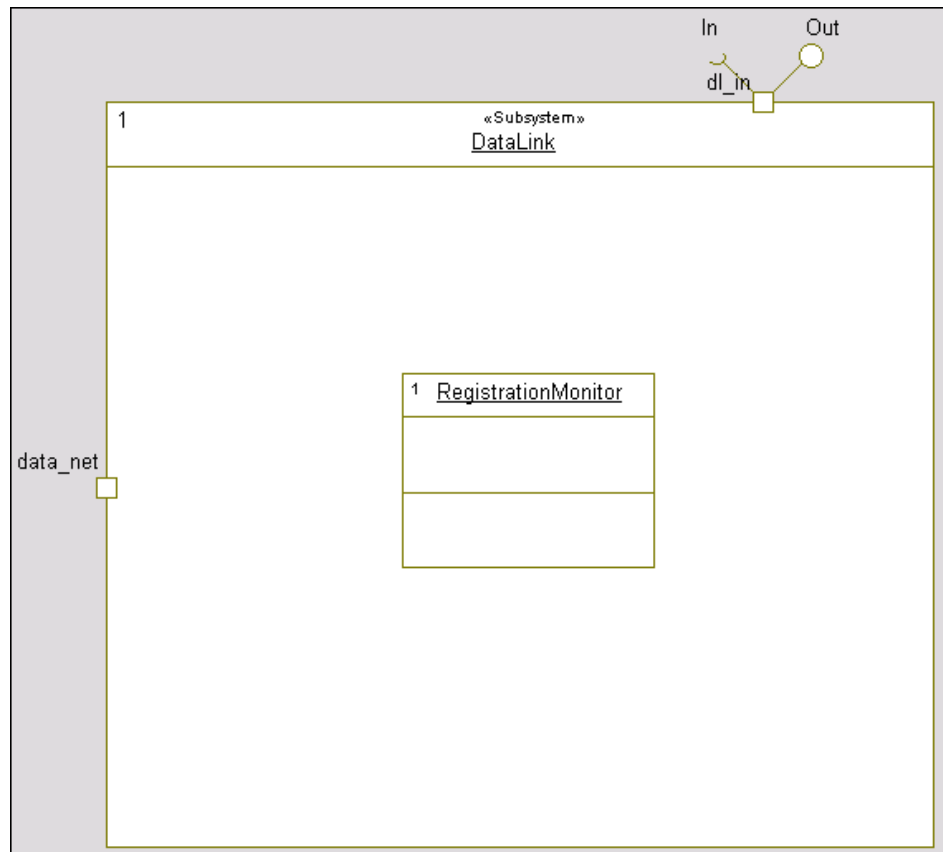 In
Out
dl_in
1
«Subsystem»
DataLink
1
RegistrationMonitor
data_net